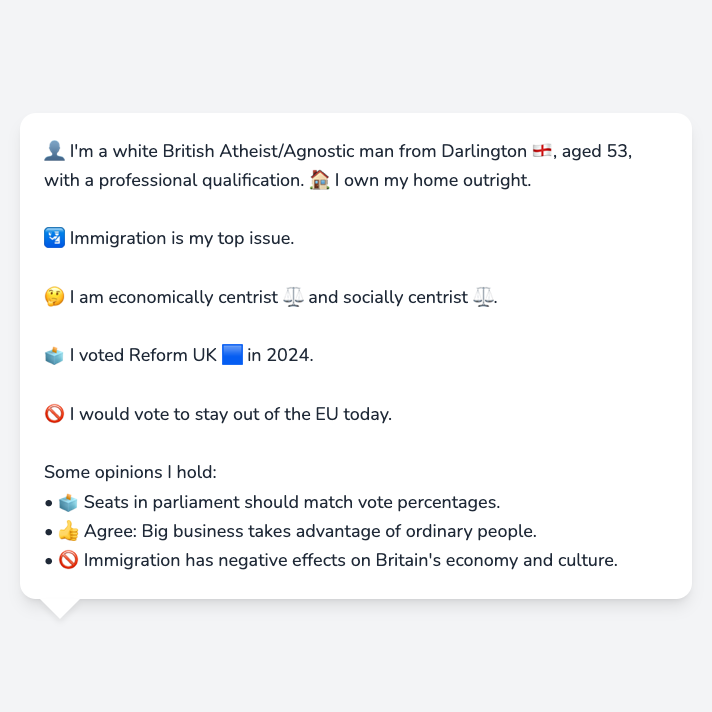 👤 I'm a white British Atheist/Agnostic man from Darlington 🏴󠁧󠁢󠁥󠁮󠁧󠁿, aged 53,
with a professional qualification. 🏠 I own my home outright.
🛂 Immigration is my top issue.
🤔 I am economically centrist ⚖️ and socially centrist ⚖️.
🗳️ I voted Reform UK 🟦 in 2024.
🚫 I would vote to stay out of the EU today.
Some opinions I hold:
• 🗳️ Seats in parliament should match vote percentages.
• 👍 Agree: Big business takes advantage of ordinary people.
• 🚫 Immigration has negative effects on Britain's economy and culture.